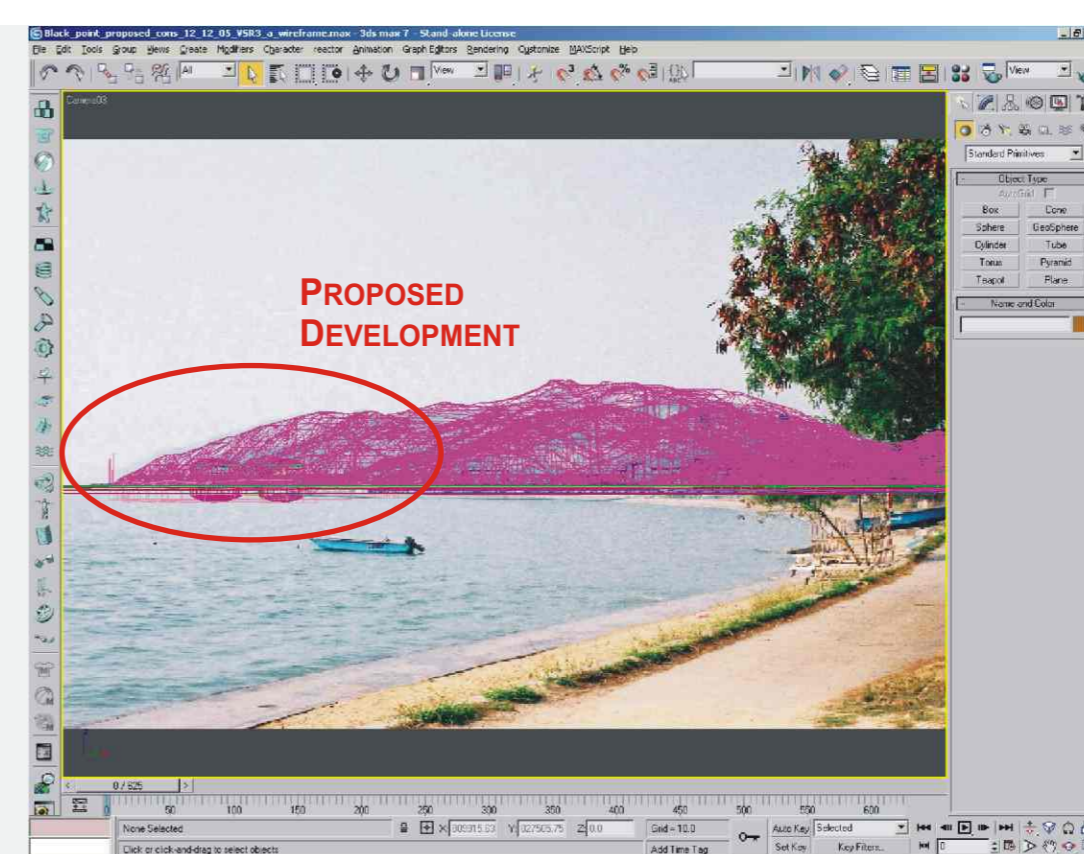 Black_point_proposed_cons_12_12_05_VSR3_a_wireframe.max - 3ds max 7 - Stand-alone License
File Edit Tools Group Views Create Modifiers Character reactor Animation Graph Editors Rendering Customize MAXScript Help
All View View
Camera03
Standard Primitives
Object Type
AutoGrid
Box Cone
Sphere GeoSphere
Cylinder Tube
Torus Pyramid
Teapot Plane
Name and Color
PROPOSED
DEVELOPMENT
0 / 625
0 50 100 150 200 250 300 350 400 450 500 550 600
None Selected X: Y: Z: 0.0 Grid = 10.0 Auto Key Selected
Click or click-and-drag to select objects Add Time Tag Set Key Key Filters... 0